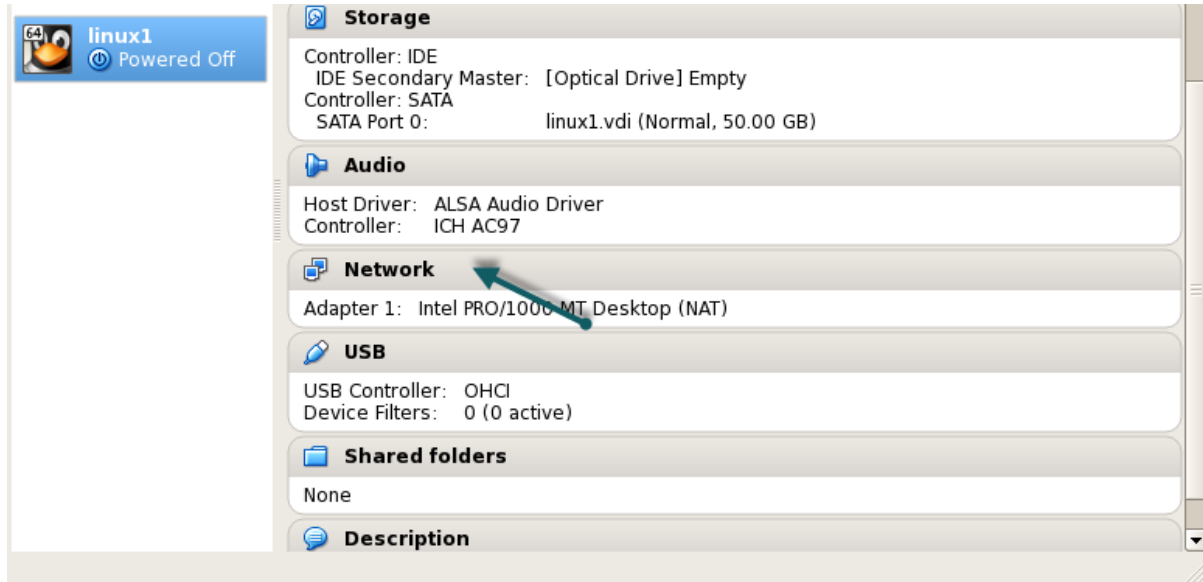 64
linux1
Powered Off
Storage
Controller: IDE
IDE Secondary Master: [Optical Drive] Empty
Controller: SATA
SATA Port 0: linux1.vdi (Normal, 50.00 GB)
Audio
Host Driver: ALSA Audio Driver
Controller: ICH AC97
Network
Adapter 1: Intel PRO/1000 MT Desktop (NAT)
USB
USB Controller: OHCI
Device Filters: 0 (0 active)
Shared folders
None
Description